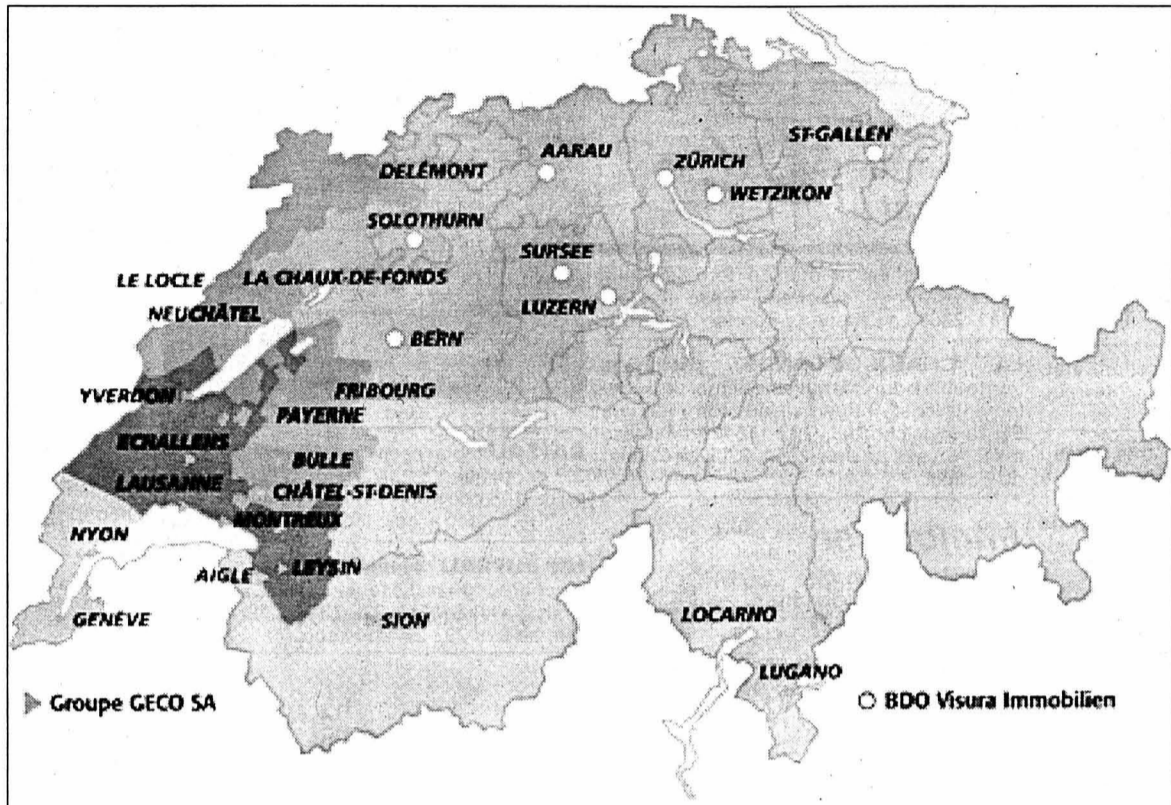 ST-GALLEN
AARAU
ZÜRICH
DELÉMONT
WETZIKON
SOLOTHURN
SURSEE
LE LOCLE
LA CHAUX-DE-FONDS
LUZERN
NEUCHÂTEL
BERN
YVERDON
FRIBOURG
PAYERNE
ECHALLENS
BULLE
LAUSANNE
CHÂTEL-ST-DENIS
MONTREUX
NYON
AIGLE
LEYSIN
GENÈVE
SION
LOCARNO
LUGANO
Groupe GECO SA
BDO Visura Immobilien